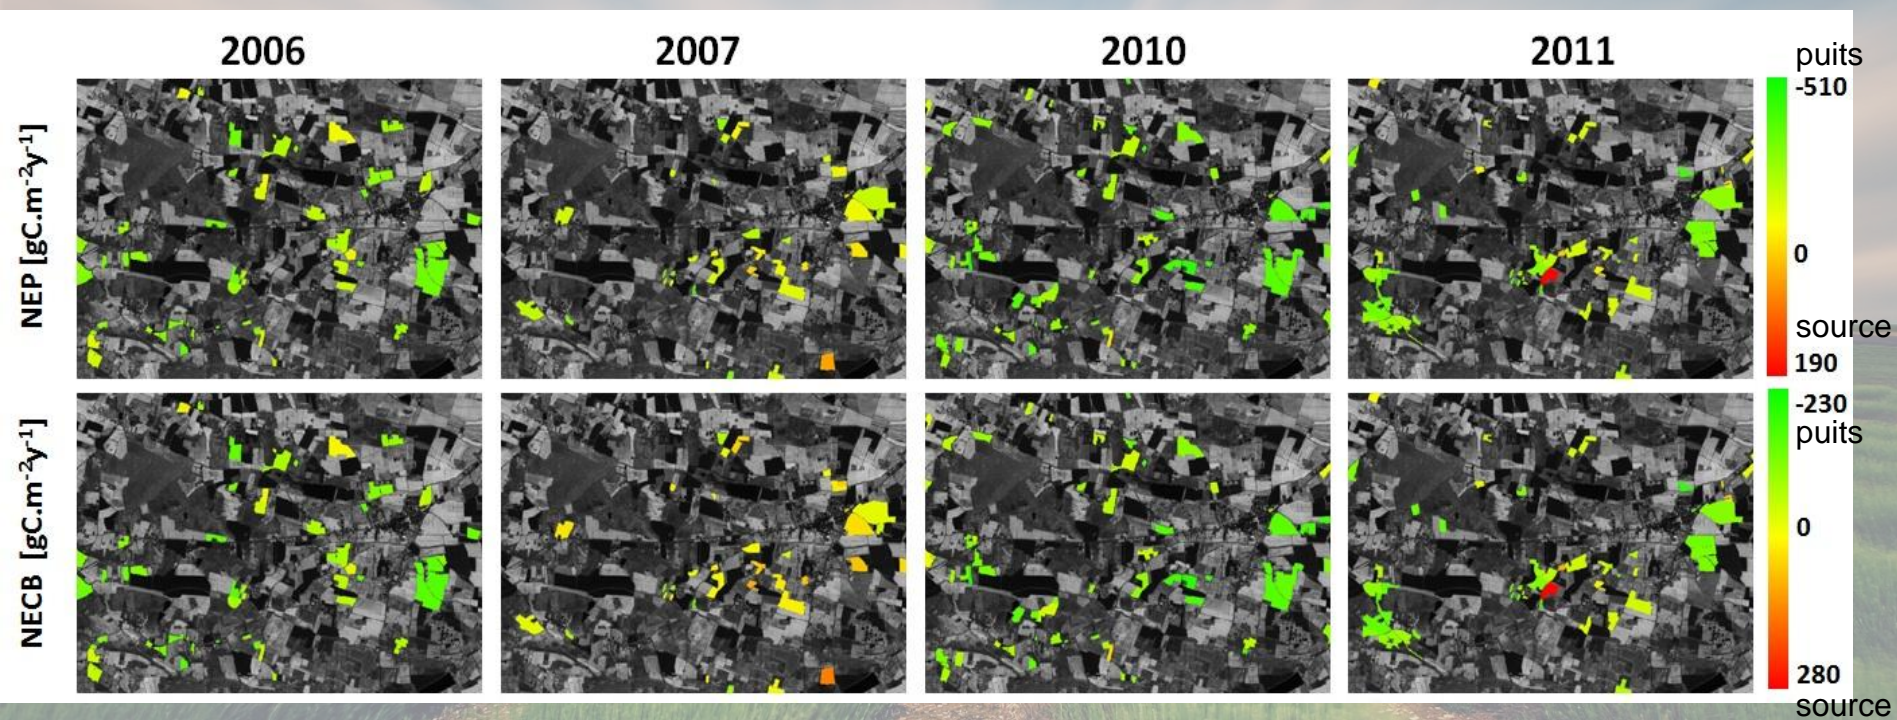 2006
2007
2010
2011
puits
-510
NEP [gC.m-2y-1]
0
source
190
-230
puits
NECB [gC.m-2y-1]
0
280
source